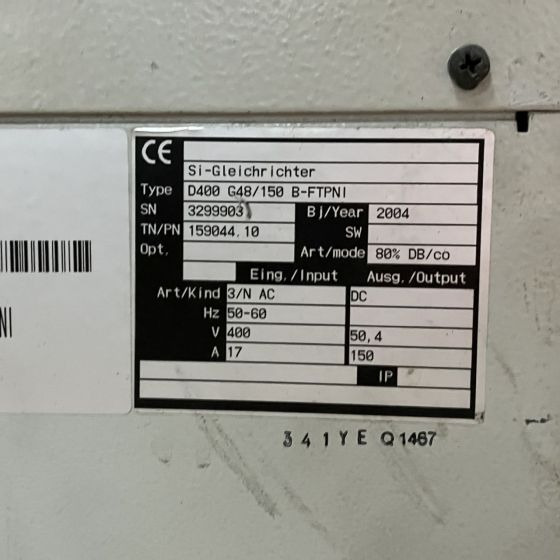 CE
Si-Gleichrichter
Type D400 G48/150 B-FTPNI
SN 3299903 Bj/Year 2004
TN/PN 159044.10 SW
Opt. Art/mode 80% DB/co
Eing./Input Ausg./Output
Art/Kind 3/N AC DC
Hz 50-60
V 400 50,4
A 17 150
IP
NI
341YE Q1467